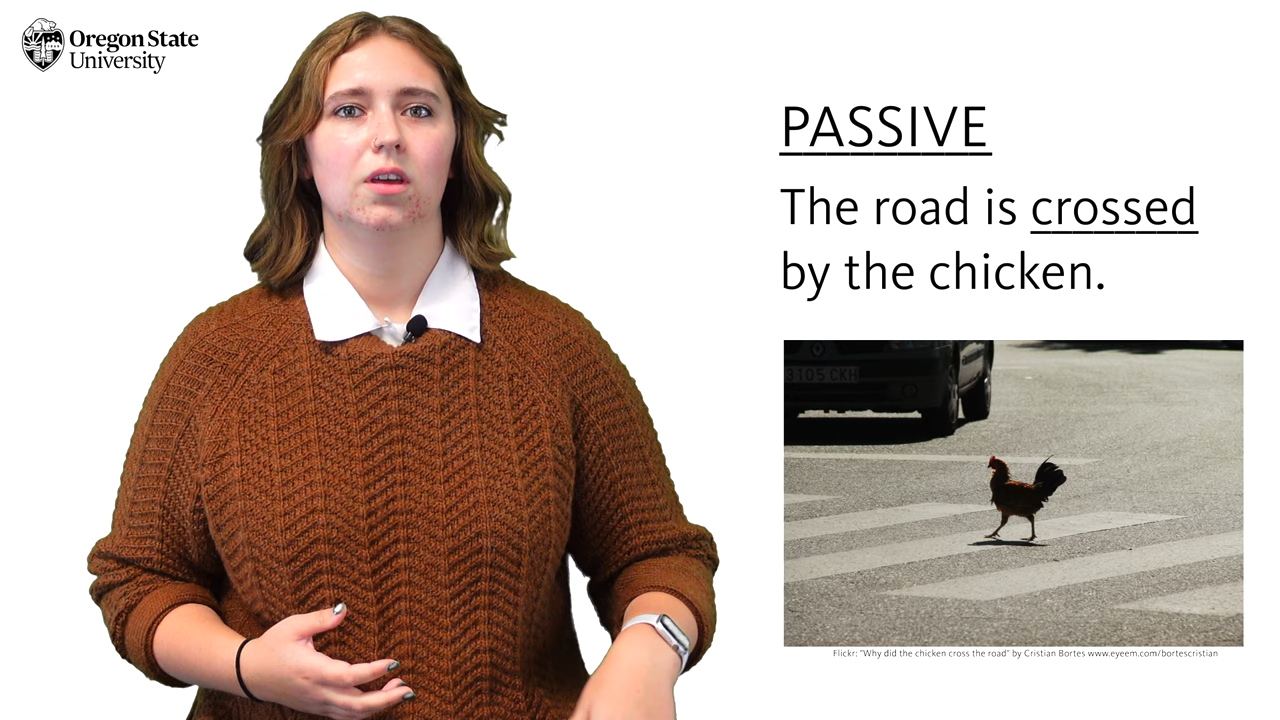 Oregon State
University
PASSIVE
The road is crossed
by the chicken.
3105 CKH
Flickr: "Why did the chicken cross the road" by Cristian Bortes www.eyeem.com/bortescristian